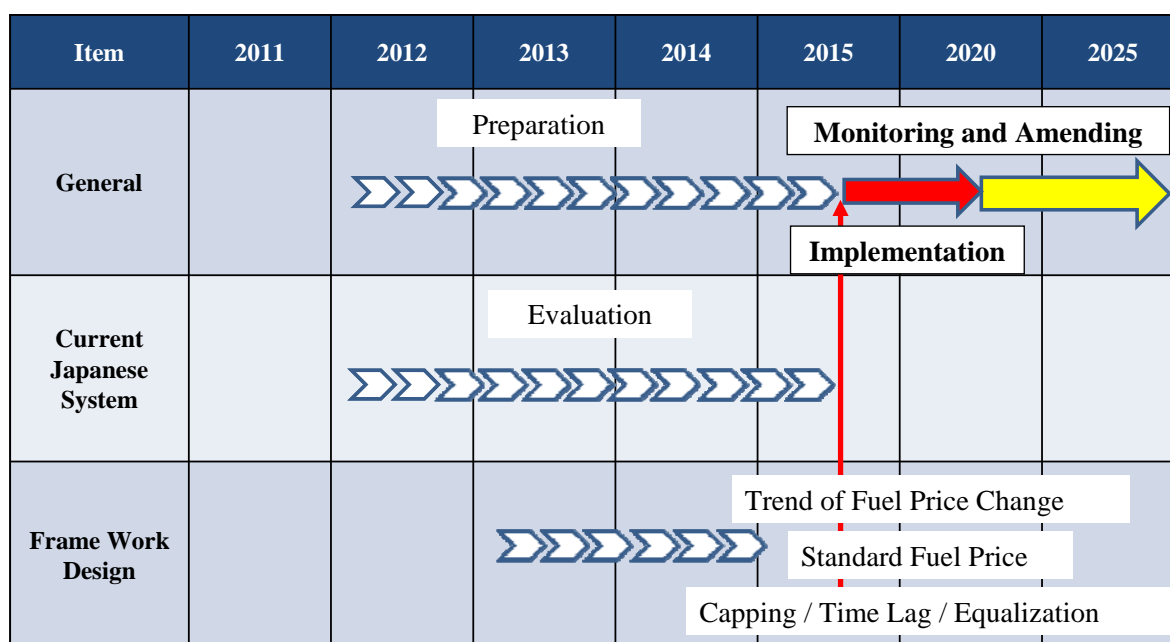 Item 2011 2012 2013 2014 2015 2020 2025
General
Preparation
Monitoring and Amending
Implementation
Current
Japanese
System
Evaluation
Frame Work
Design
Trend of Fuel Price Change
Standard Fuel Price
Capping / Time Lag / Equalization